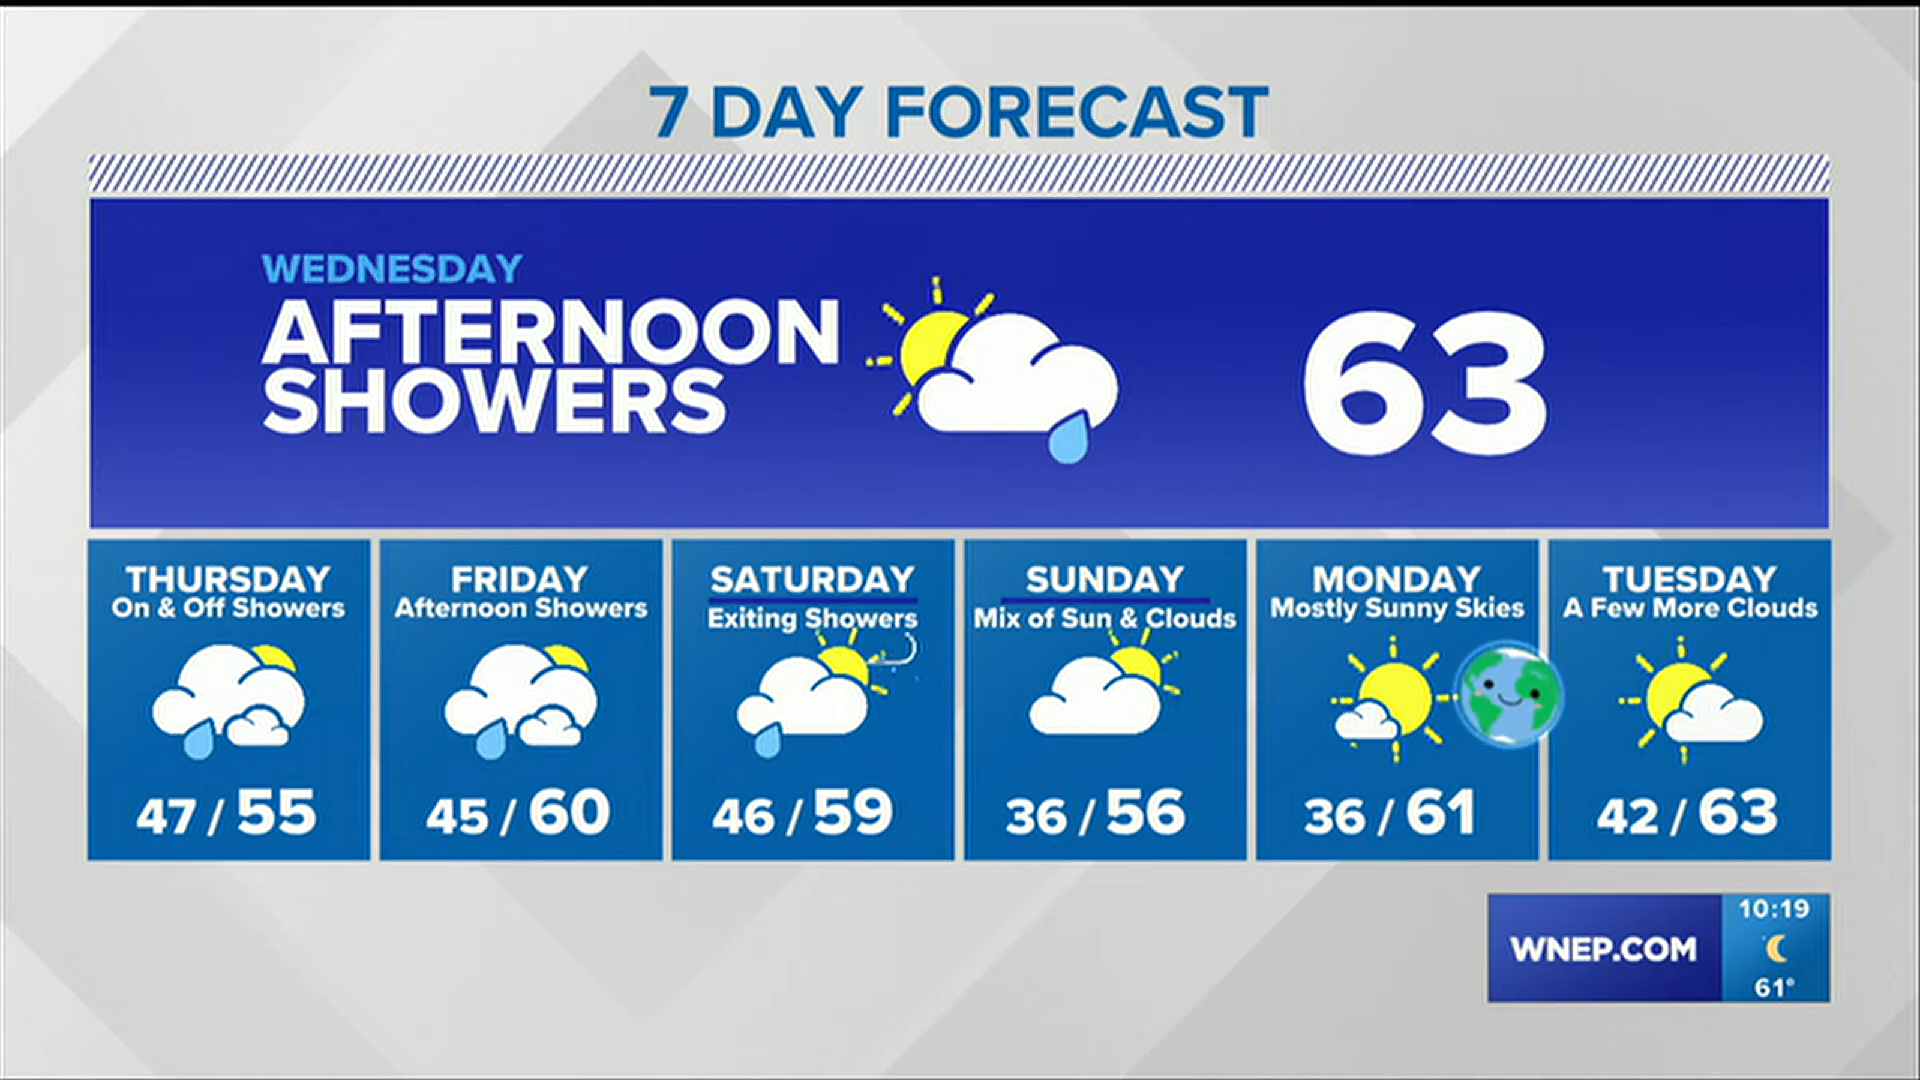 7 DAY FORECAST
WEDNESDAY
AFTERNOON
SHOWERS
63
THURSDAY
On & Off Showers
47 / 55
FRIDAY
Afternoon Showers
45 / 60
SATURDAY
Exiting Showers
46 / 59
SUNDAY
Mix of Sun & Clouds
36 / 56
MONDAY
Mostly Sunny Skies
36 / 61
TUESDAY
A Few More Clouds
42 / 63
WNEP.COM
10:19
61°